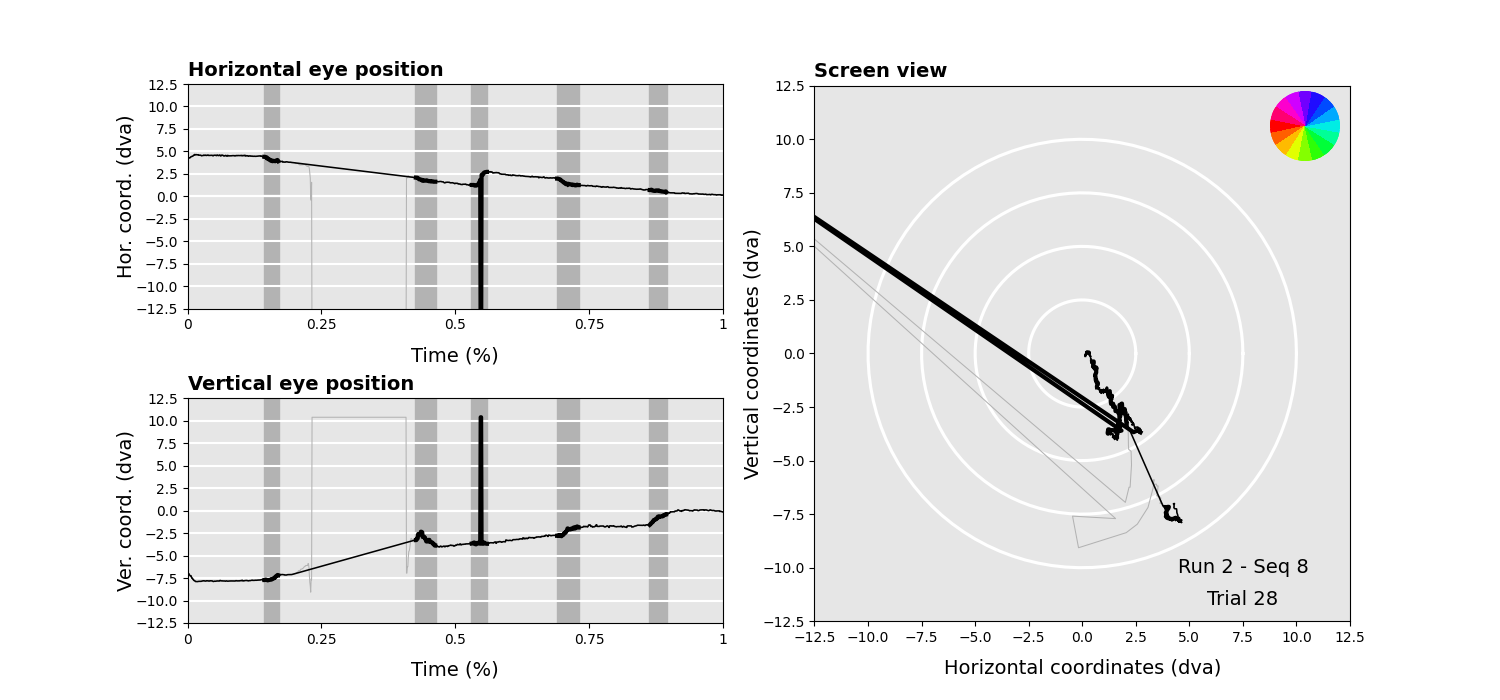 Horizontal eye position
12.5
10.0
7.5
5.0
2.5
0.0
−2.5
−5.0
−7.5
−10.0
−12.5
Hor. coord. (dva)
0 0.25 0.5 0.75 1
Time (%)
Vertical eye position
12.5
10.0
7.5
5.0
2.5
0.0
−2.5
−5.0
−7.5
−10.0
−12.5
Ver. coord. (dva)
0 0.25 0.5 0.75 1
Time (%)
Screen view
12.5
10.0
7.5
5.0
2.5
0.0
−2.5
−5.0
−7.5
−10.0
−12.5
Vertical coordinates (dva)
Run 2 - Seq 8
Trial 28
−12.5 −10.0 −7.5 −5.0 −2.5 0.0 2.5 5.0 7.5 10.0 12.5
Horizontal coordinates (dva)